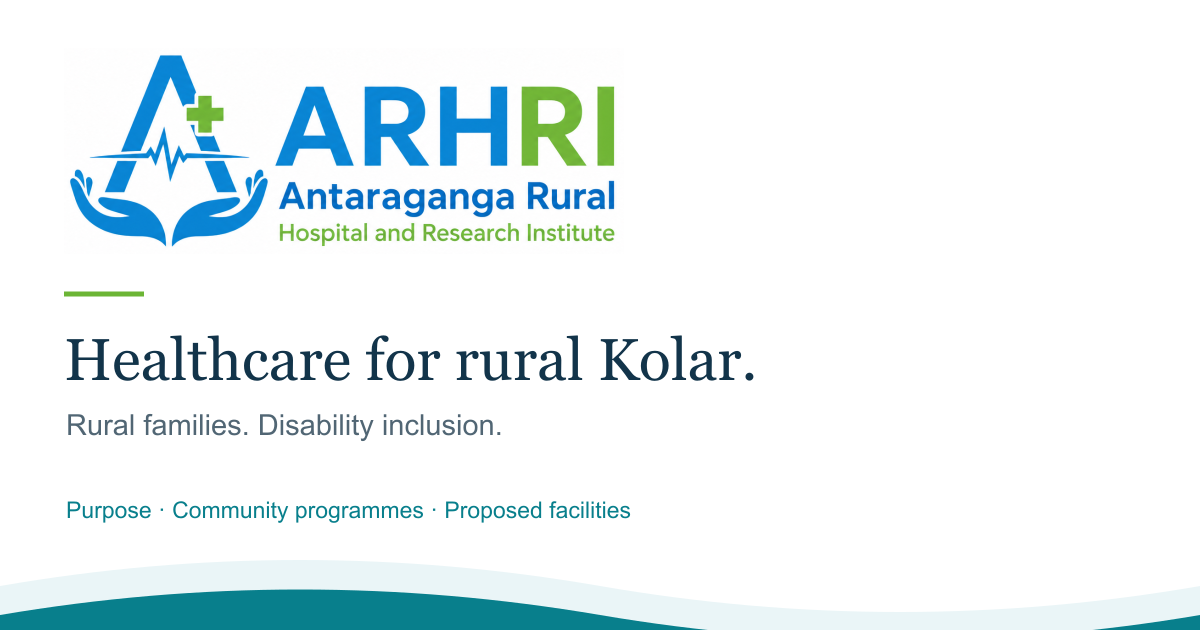 ARHRI
Antaraganga Rural
Hospital and Research Institute
Healthcare for rural Kolar.
Rural families. Disability inclusion.
Purpose · Community programmes · Proposed facilities